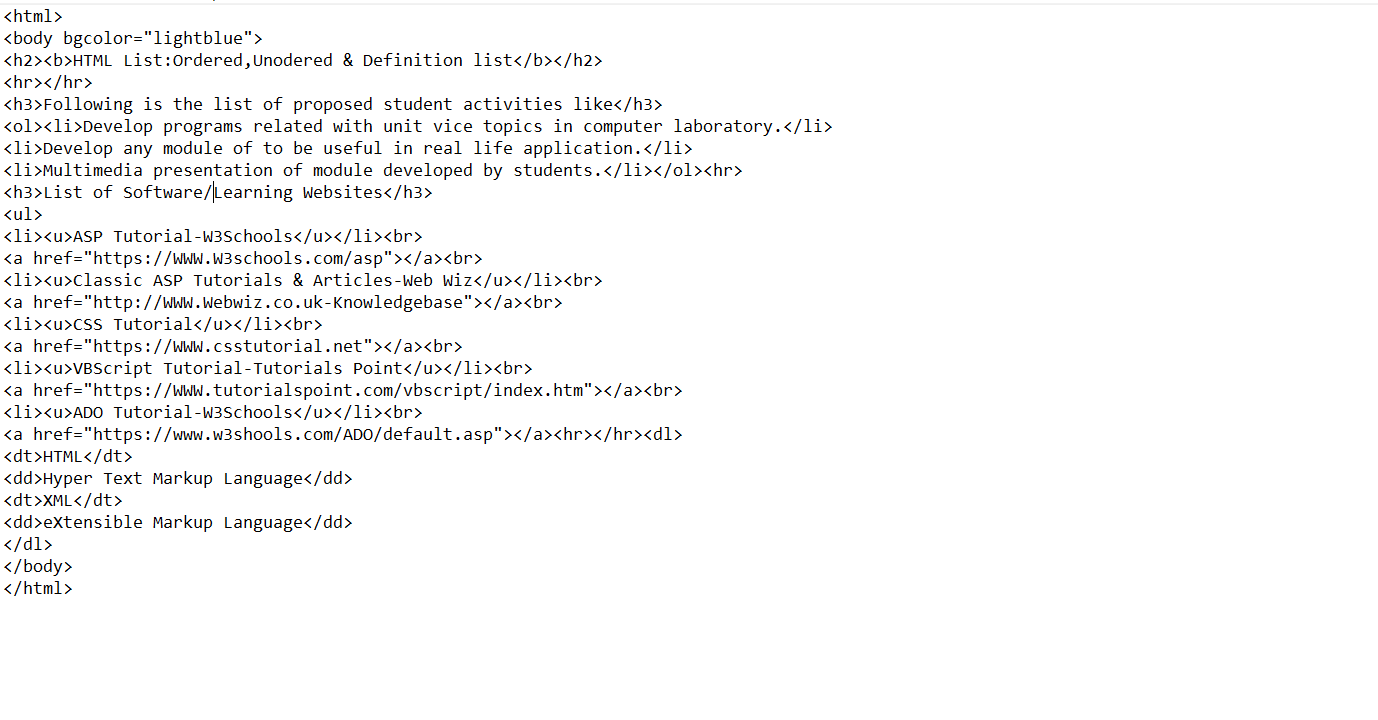 <html>
<body bgcolor="lightblue">
<h2><b>HTML List:Ordered,Unodered & Definition list</b></h2>
<hr></hr>
<h3>Following is the list of proposed student activities like</h3>
<ol><li>Develop programs related with unit vice topics in computer laboratory.</li>
<li>Develop any module of to be useful in real life application.</li>
<li>Multimedia presentation of module developed by students.</li></ol><hr>
<h3>List of Software/Learning Websites</h3>
<ul>
<li><u>ASP Tutorial-W3Schools</u></li><br>
<a href="https://WWW.W3schools.com/asp"></a><br>
<li><u>Classic ASP Tutorials & Articles-Web Wiz</u></li><br>
<a href="http://WWW.Webwiz.co.uk-Knowledgebase"></a><br>
<li><u>CSS Tutorial</u></li><br>
<a href="https://WWW.csstutorial.net"></a><br>
<li><u>VBScript Tutorial-Tutorials Point</u></li><br>
<a href="https://WWW.tutorialspoint.com/vbscript/index.htm"></a><br>
<li><u>ADO Tutorial-W3Schools</u></li><br>
<a href="https://www.w3shools.com/ADO/default.asp"></a><hr></hr><dl>
<dt>HTML</dt>
<dd>Hyper Text Markup Language</dd>
<dt>XML</dt>
<dd>eXtensible Markup Language</dd>
</dl>
</body>
</html>